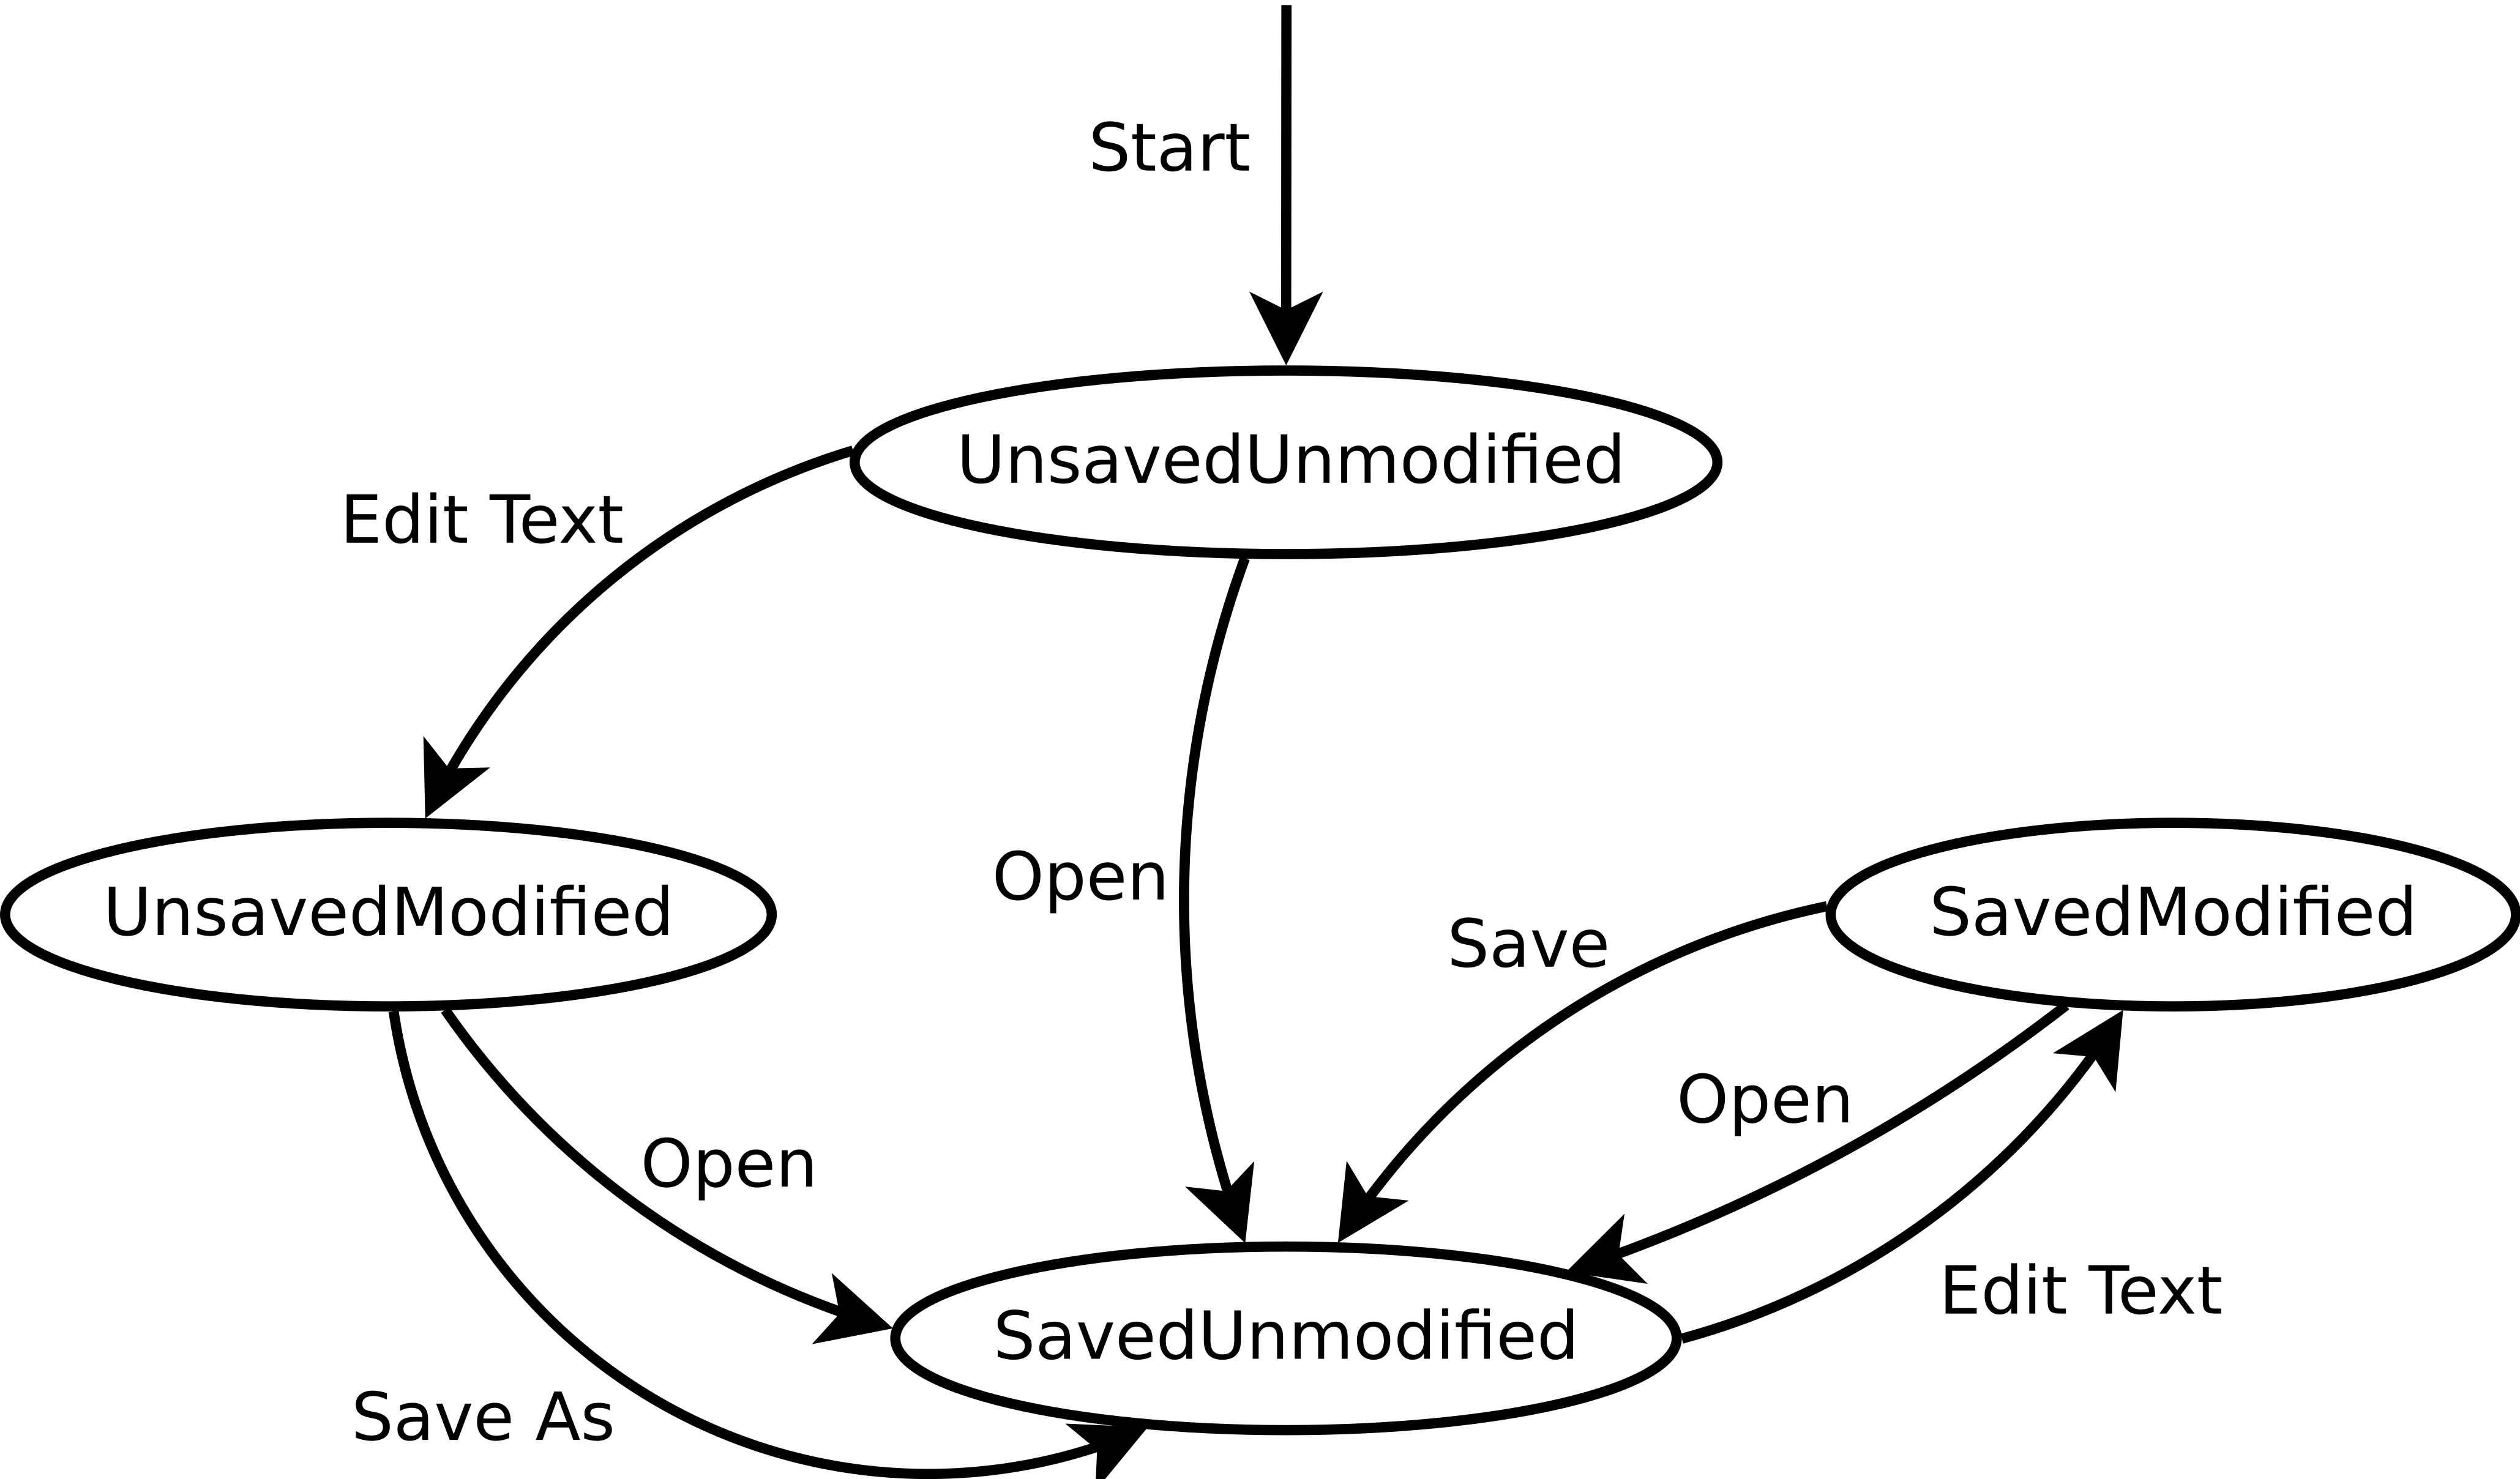 Start
UnsavedUnmodified
Edit Text
Open
UnsavedModified
SavedModified
Save
Open
Open
Edit Text
SavedUnmodified
Save As